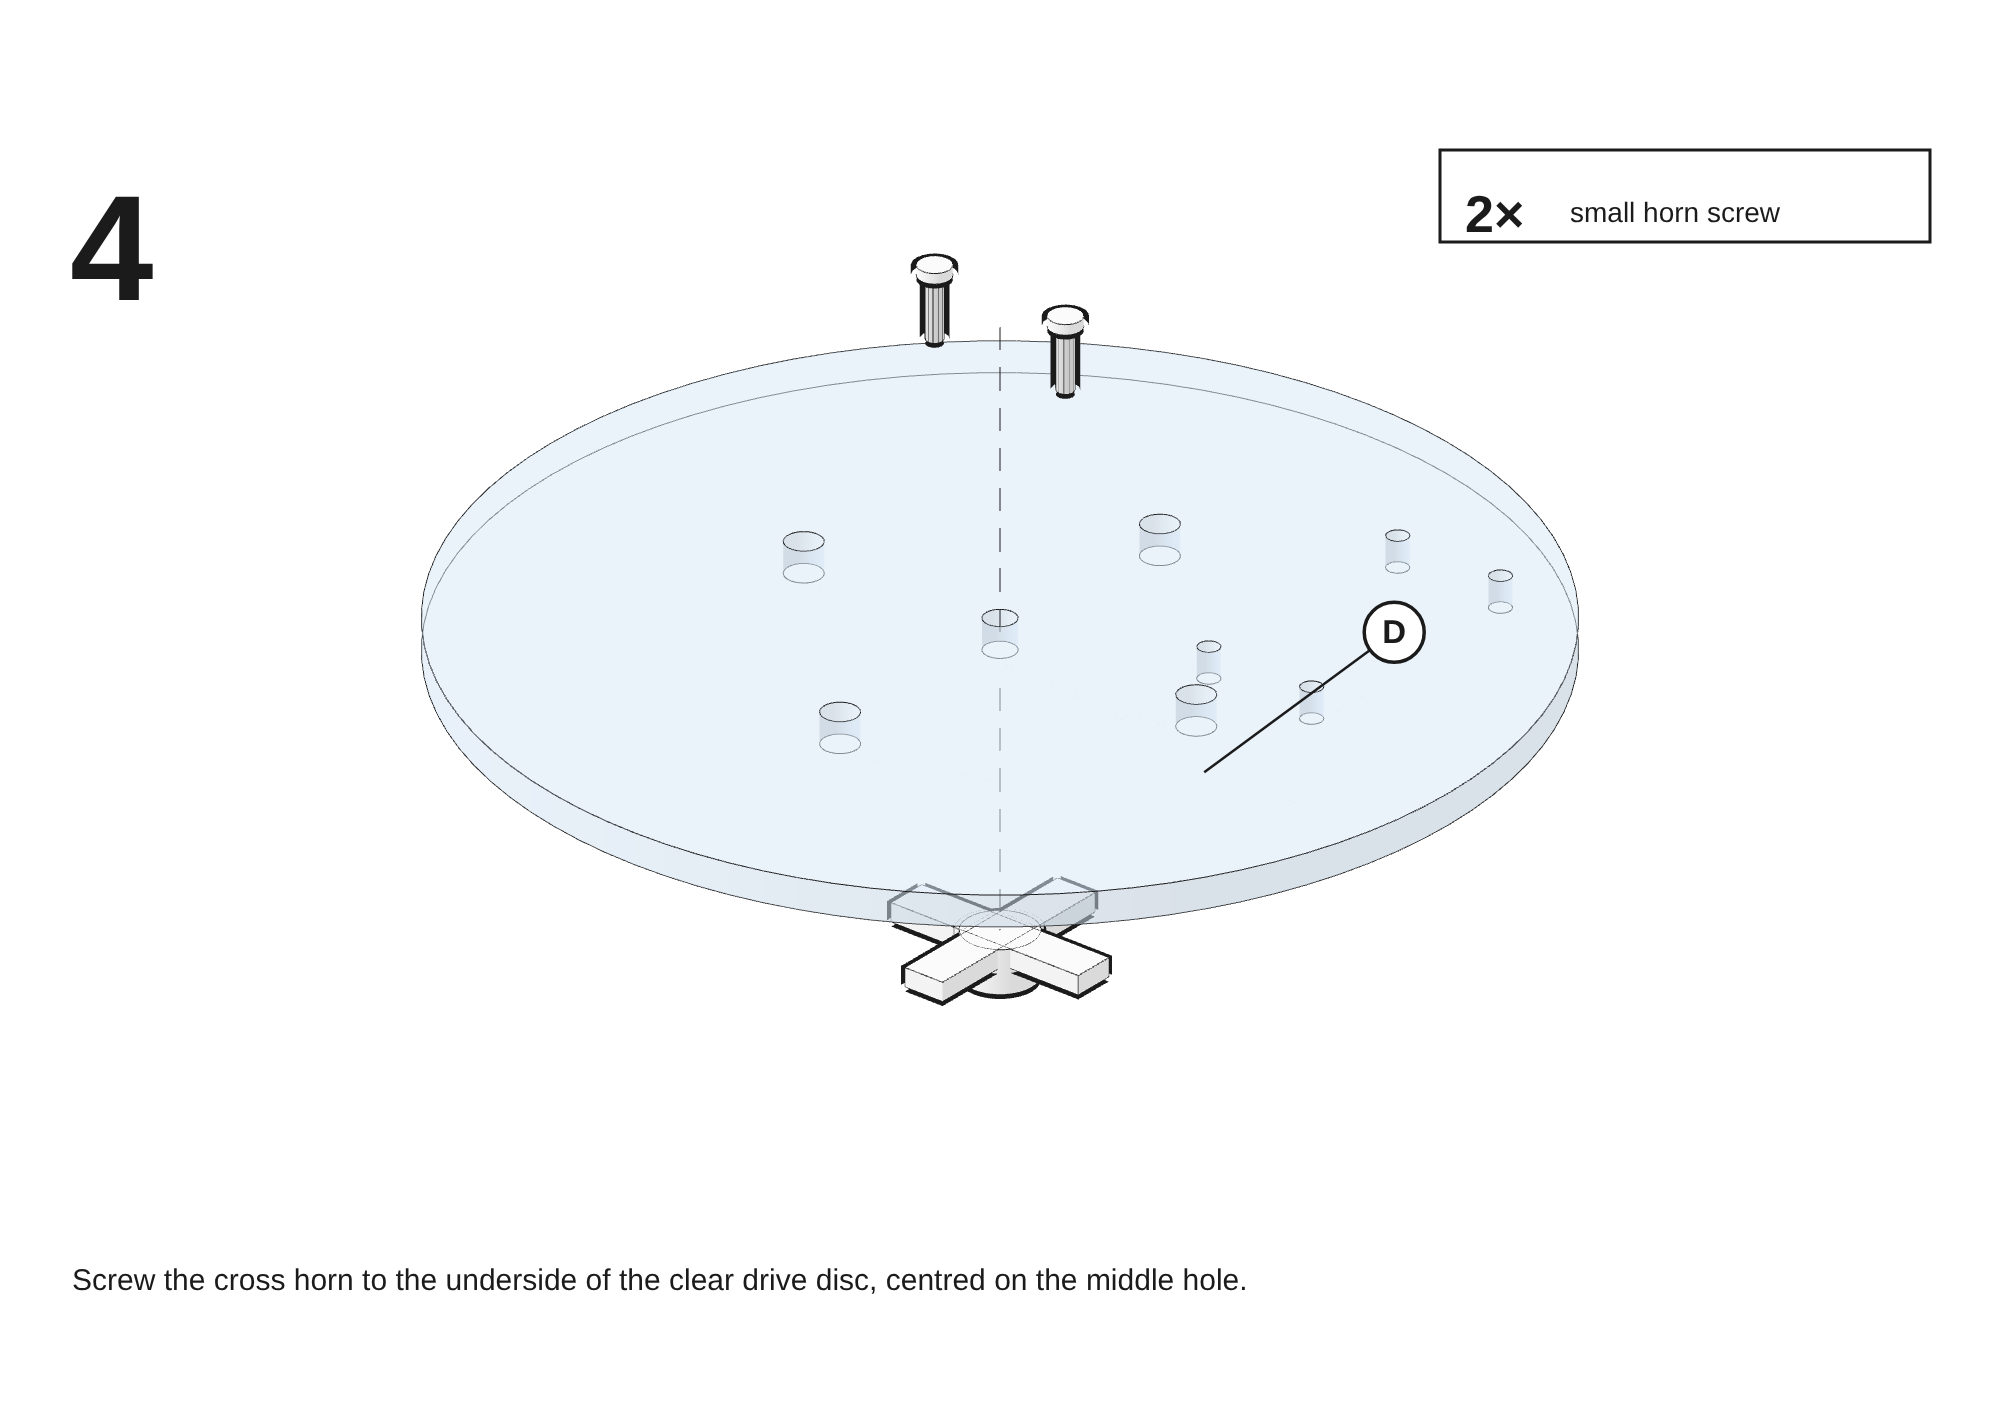 4
2× small horn screw
D
Screw the cross horn to the underside of the clear drive disc, centred on the middle hole.